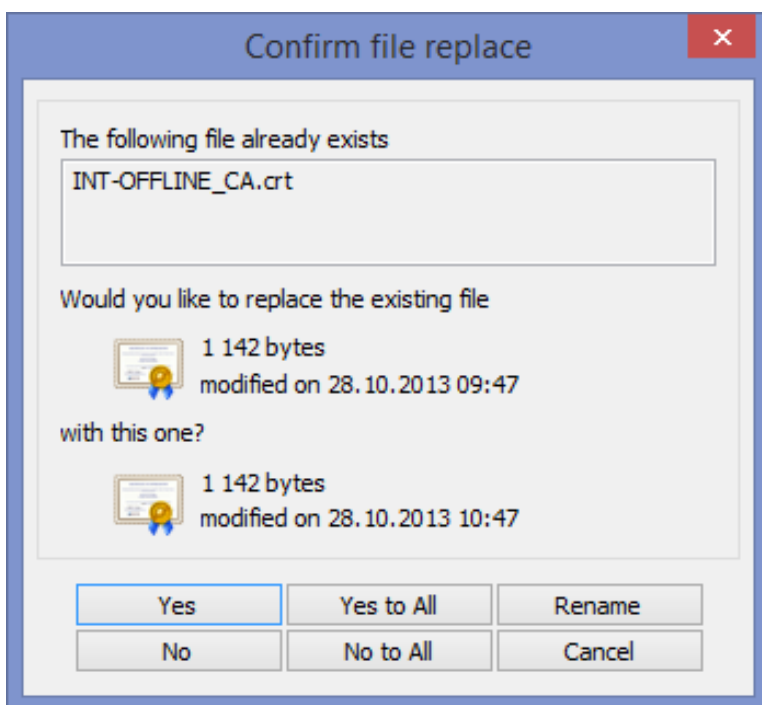 Confirm file replace
The following file already exists
INT-OFFLINE_CA.crt
Would you like to replace the existing file
1 142 bytes
modified on 28.10.2013 09:47
with this one?
1 142 bytes
modified on 28.10.2013 10:47
Yes Yes to All Rename
No No to All Cancel